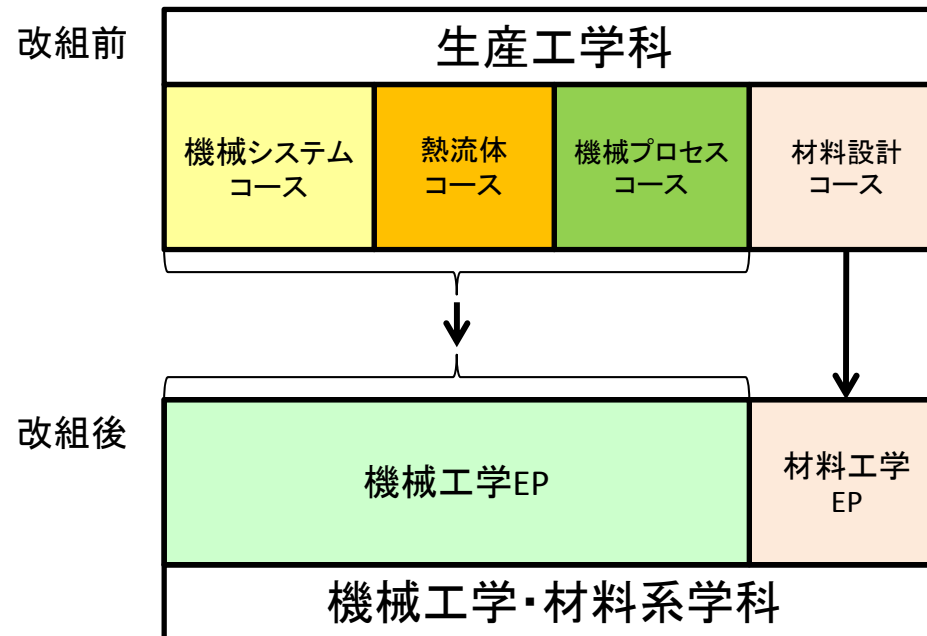 改組前
生産工学科
機械システム
コース
熱流体
コース
機械プロセス
コース
材料設計
コース
改組後
機械工学EP
材料工学
EP
機械工学・材料系学科